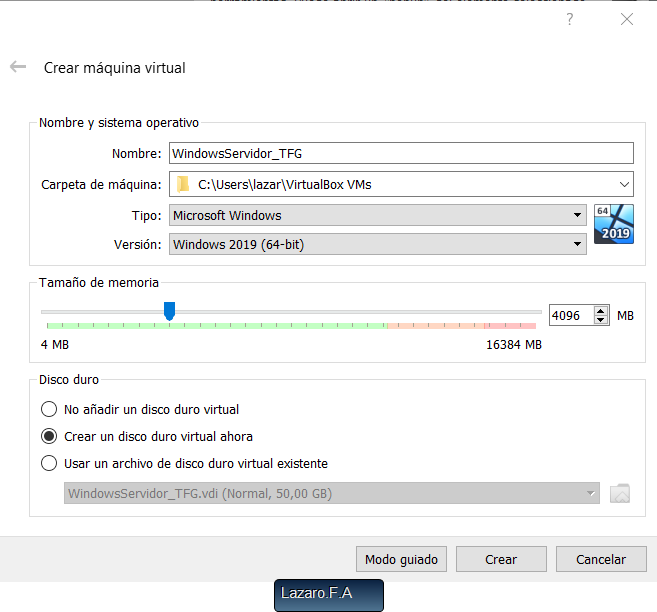 ?
Crear máquina virtual
Nombre y sistema operativo
Nombre: WindowsServidor_TFG
Carpeta de máquina: C:\Users\lazar\VirtualBox VMs
Tipo: Microsoft Windows
64
2019
Versión: Windows 2019 (64-bit)
Tamaño de memoria
4096 MB
4 MB 16384 MB
Disco duro
No añadir un disco duro virtual
Crear un disco duro virtual ahora
Usar un archivo de disco duro virtual existente
WindowsServidor_TFG.vdi (Normal, 50,00 GB)
Modo guiado Crear Cancelar
Lazaro.F.A